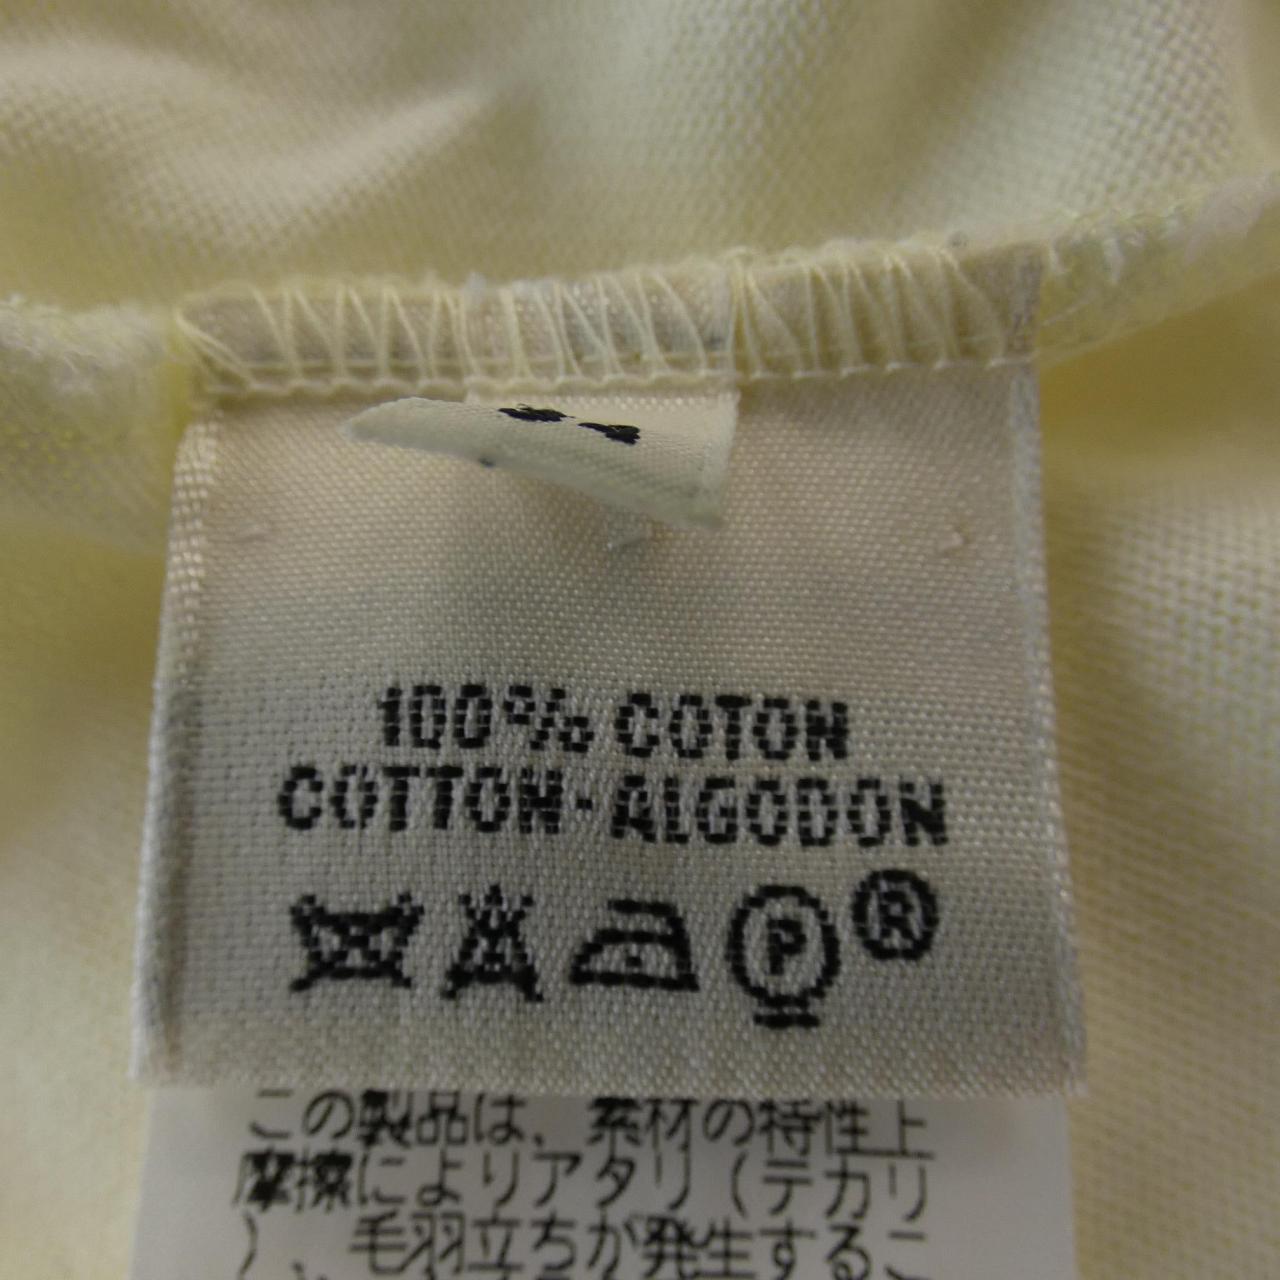 100% COTON
COTTON-ALGODON
P ®
この製品は、素材の特性上
摩擦によりアタリ(テカリ
)、毛羽立ちが発生するこ